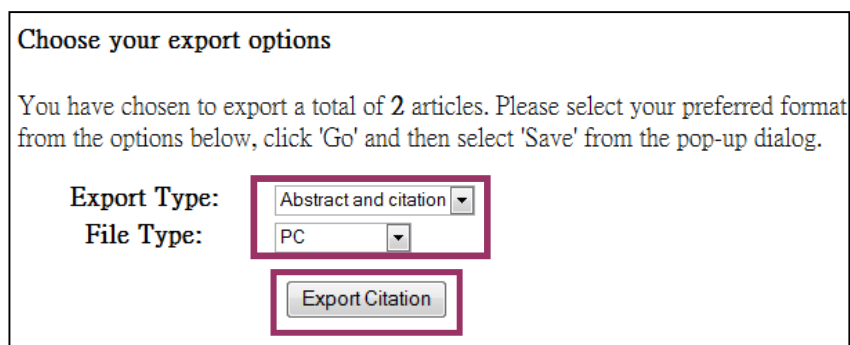 Choose your export options
You have chosen to export a total of 2 articles. Please select your preferred format
from the options below, click 'Go' and then select 'Save' from the pop-up dialog.
Export Type: Abstract and citation
File Type: PC
Export Citation